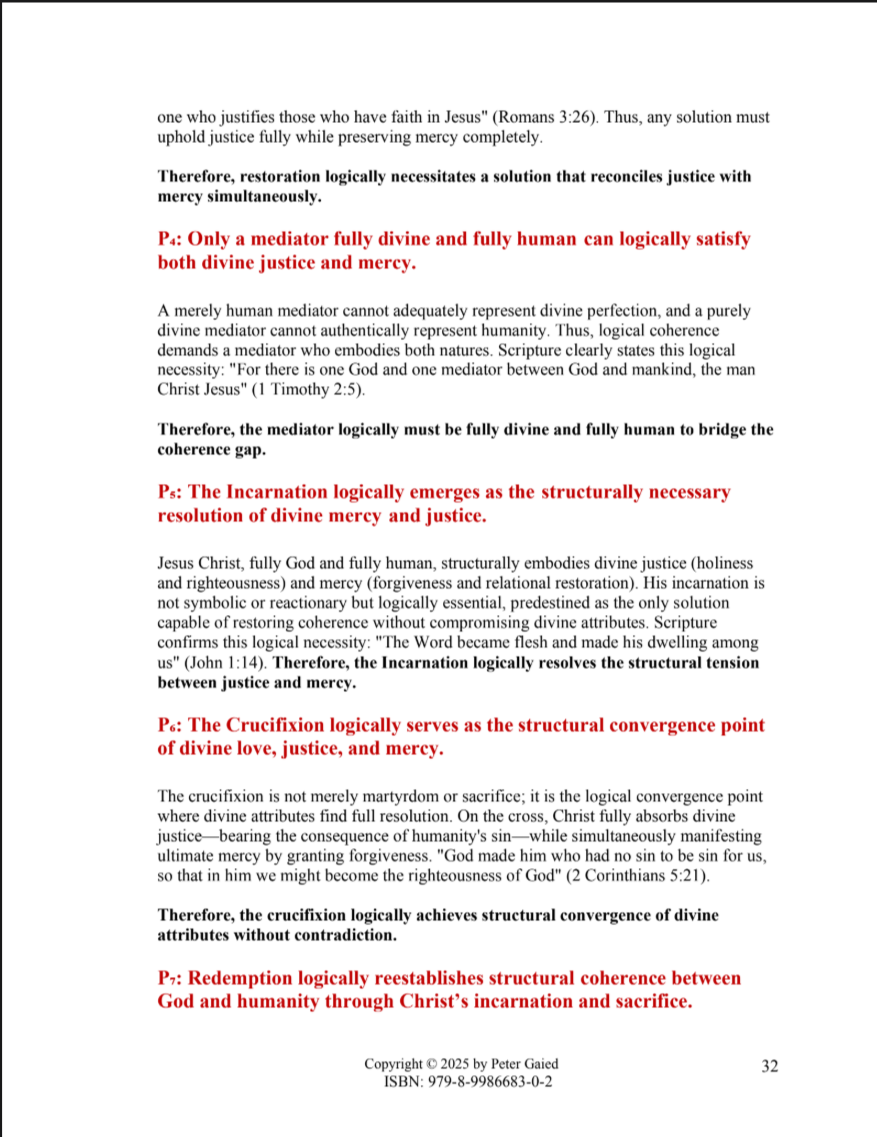 one who justifies those who have faith in Jesus" (Romans 3:26). Thus, any solution must
uphold justice fully while preserving mercy completely.
Therefore, restoration logically necessitates a solution that reconciles justice with
mercy simultaneously.
P₄: Only a mediator fully divine and fully human can logically satisfy
both divine justice and mercy.
A merely human mediator cannot adequately represent divine perfection, and a purely
divine mediator cannot authentically represent humanity. Thus, logical coherence
demands a mediator who embodies both natures. Scripture clearly states this logical
necessity: "For there is one God and one mediator between God and mankind, the man
Christ Jesus" (1 Timothy 2:5).
Therefore, the mediator logically must be fully divine and fully human to bridge the
coherence gap.
P₅: The Incarnation logically emerges as the structurally necessary
resolution of divine mercy and justice.
Jesus Christ, fully God and fully human, structurally embodies divine justice (holiness
and righteousness) and mercy (forgiveness and relational restoration). His incarnation is
not symbolic or reactionary but logically essential, predestined as the only solution
capable of restoring coherence without compromising divine attributes. Scripture
confirms this logical necessity: "The Word became flesh and made his dwelling among
us" (John 1:14). Therefore, the Incarnation logically resolves the structural tension
between justice and mercy.
P₆: The Crucifixion logically serves as the structural convergence point
of divine love, justice, and mercy.
The crucifixion is not merely martyrdom or sacrifice; it is the logical convergence point
where divine attributes find full resolution. On the cross, Christ fully absorbs divine
justice—bearing the consequence of humanity's sin—while simultaneously manifesting
ultimate mercy by granting forgiveness. "God made him who had no sin to be sin for us,
so that in him we might become the righteousness of God" (2 Corinthians 5:21).
Therefore, the crucifixion logically achieves structural convergence of divine
attributes without contradiction.
P₇: Redemption logically reestablishes structural coherence between
God and humanity through Christ’s incarnation and sacrifice.
Copyright © 2025 by Peter Gaied
ISBN: 979-8-9986683-0-2
32